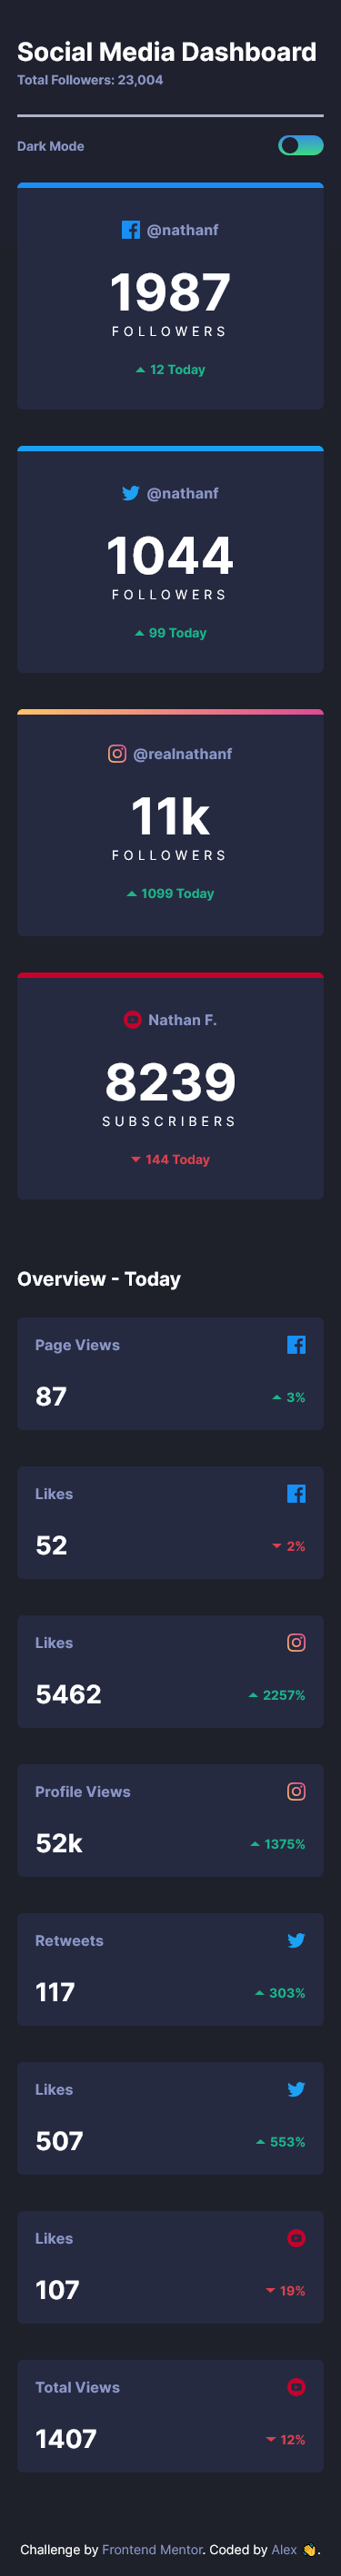 Social Media Dashboard
Total Followers: 23,004
Dark Mode
@nathanf
1987
FOLLOWERS
12 Today
@nathanf
1044
FOLLOWERS
99 Today
@realnathanf
11k
FOLLOWERS
1099 Today
Nathan F.
8239
SUBSCRIBERS
144 Today
Overview - Today
Page Views
87
3%
Likes
52
2%
Likes
5462
2257%
Profile Views
52k
1375%
Retweets
117
303%
Likes
507
553%
Likes
107
19%
Total Views
1407
12%
Challenge by Frontend Mentor. Coded by Alex 👋.